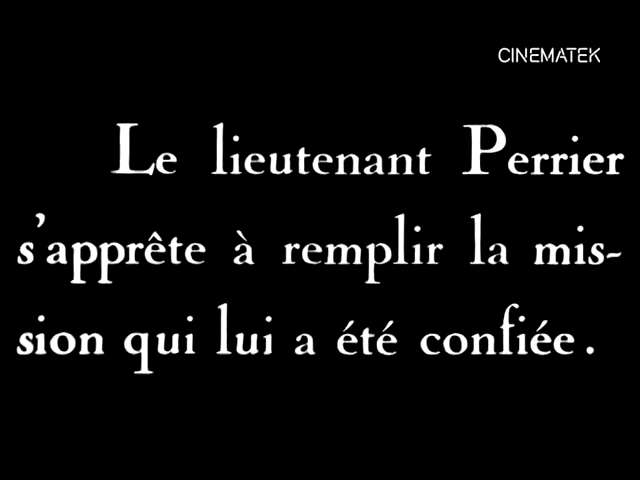 CINEMATEK
Le lieutenant Perrier
s'apprête à remplir la mis-
sion qui lui a été confiée.